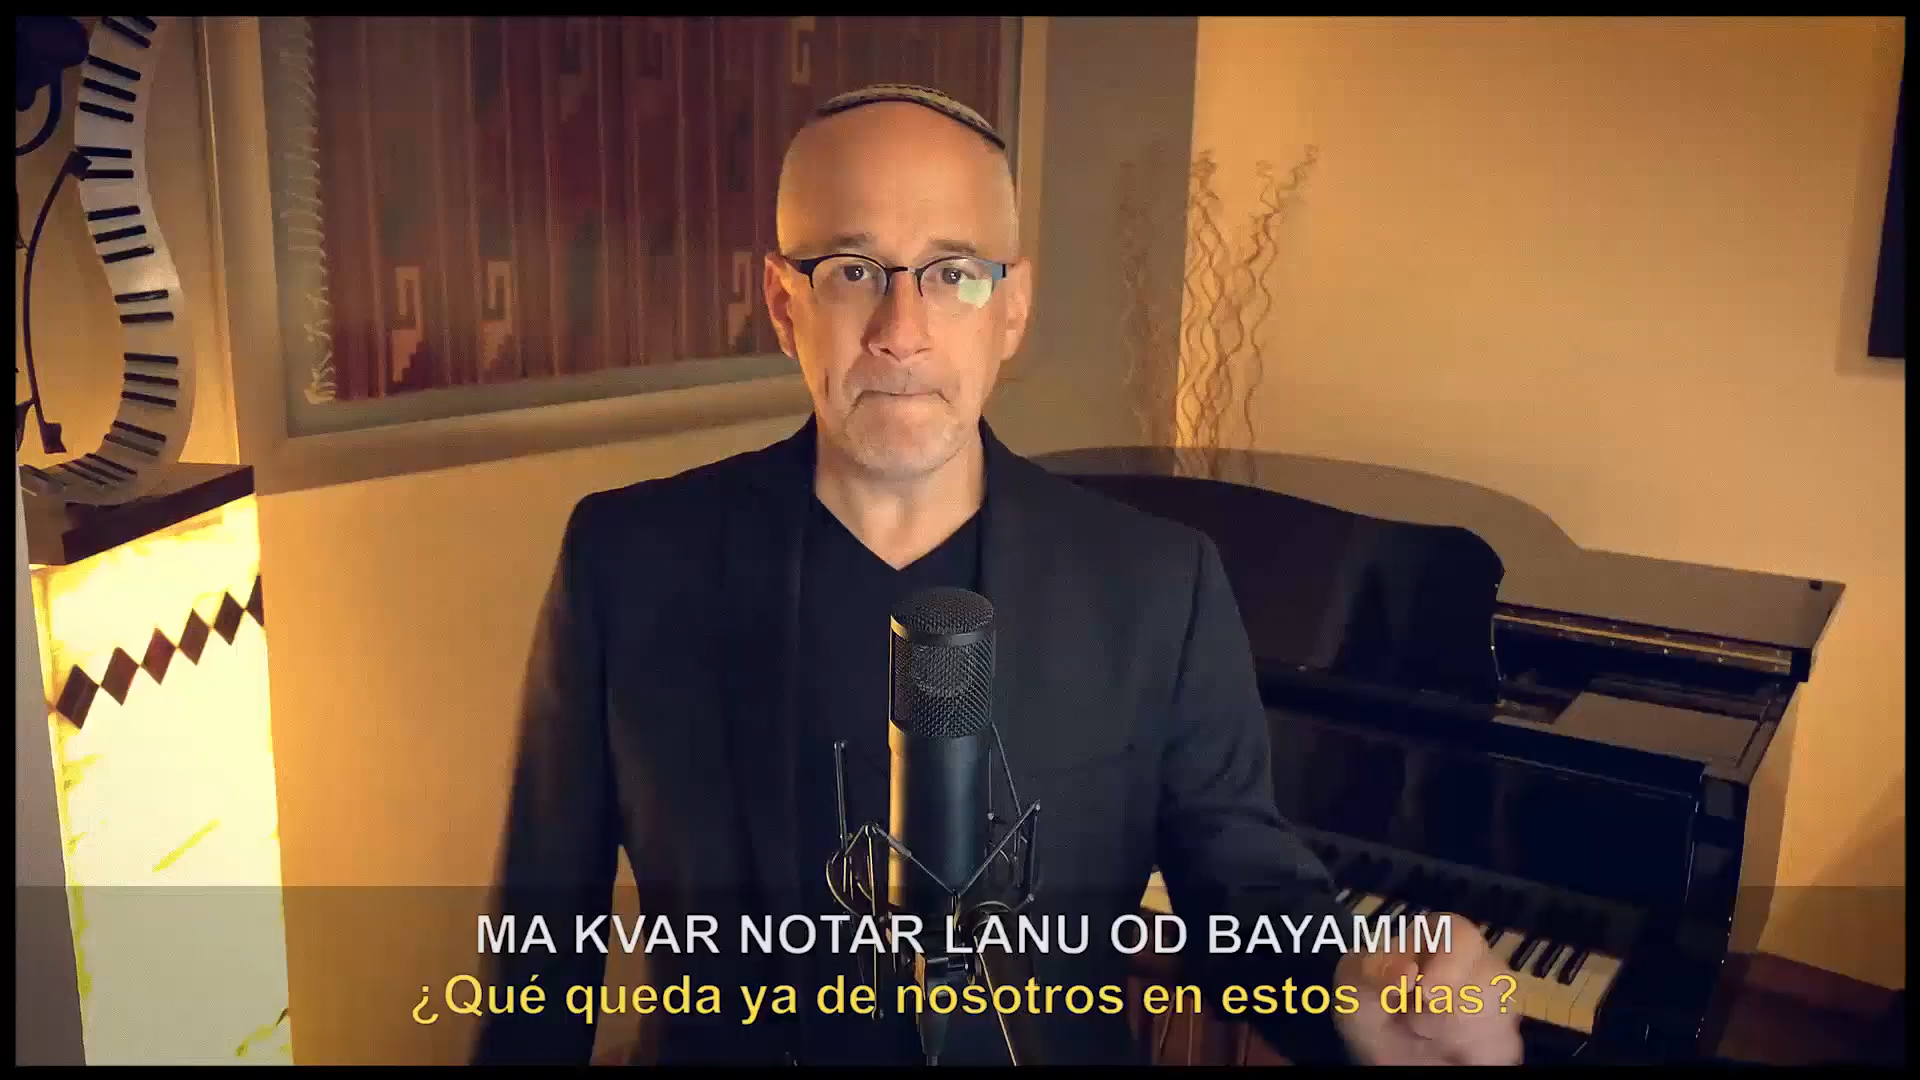 MA KVAR NOTAR LANU OD BAYAMIM
¿Qué queda ya de nosotros en estos días?